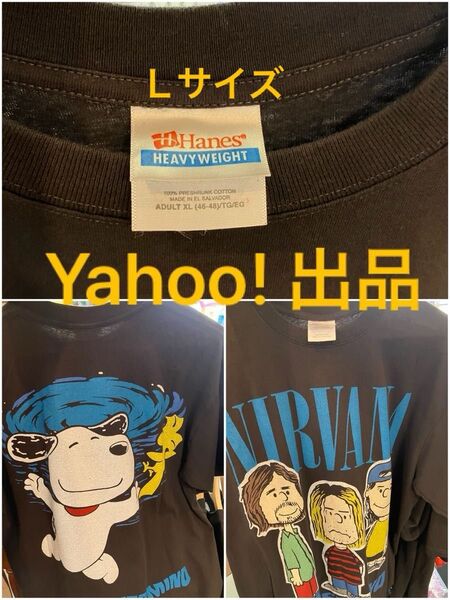 Lサイズ
Hanes
HEAVYWEIGHT
100% PRESHRUNK COTTON
MADE IN EL SALVADOR
ADULT XL (46-48)/TG/EG
Yahoo! 出品
NIRVAN